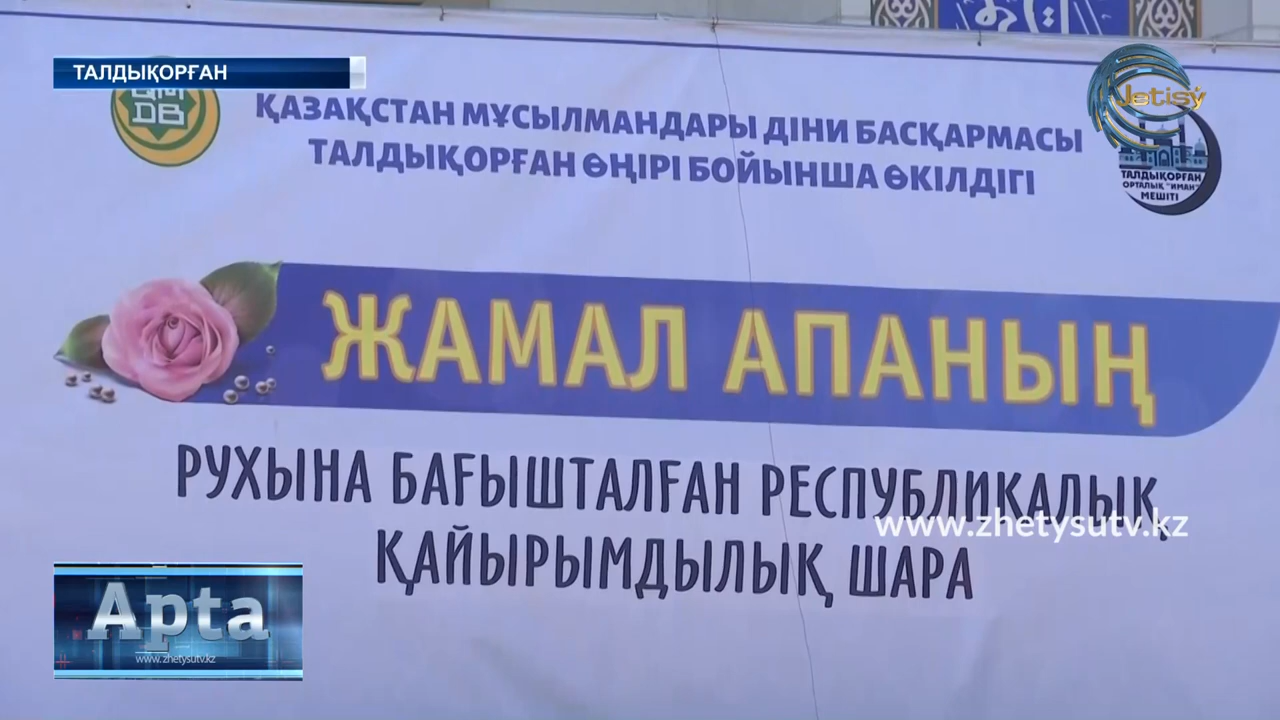 ТАЛДЫҚОРҒАН
Jetisý
ҚМДБ
ҚАЗАҚСТАН МҰСЫЛМАНДАРЫ ДІНИ БАСҚАРМАСЫ
ТАЛДЫҚОРҒАН ӨҢІРІ БОЙЫНША ӨКІЛДІГІ
ТАЛДЫҚОРҒАН
ОРТАЛЫҚ "ИМАН"
МЕШІТІ
ЖАМАЛ АПАНЫҢ
РУХЫНА БАҒЫШТАЛҒАН РЕСПУБЛИКАЛЫҚ
ҚАЙЫРЫМДЫЛЫҚ ШАРА
www.zhetysutv.kz
Apta
www.zhetysutv.kz